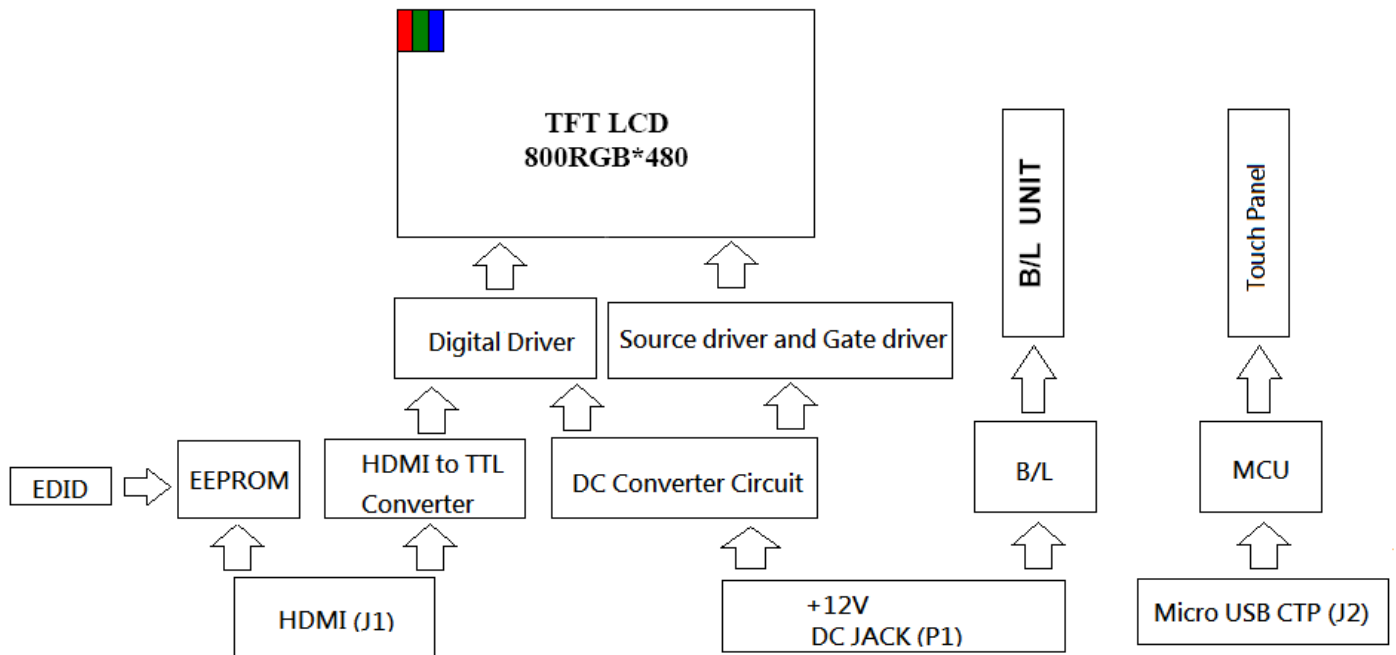 TFT LCD
800RGB*480
B/L UNIT
Touch Panel
Digital Driver
Source driver and Gate driver
EDID
EEPROM
HDMI to TTL
Converter
DC Converter Circuit
B/L
MCU
HDMI (J1)
+12V
DC JACK (P1)
Micro USB CTP (J2)